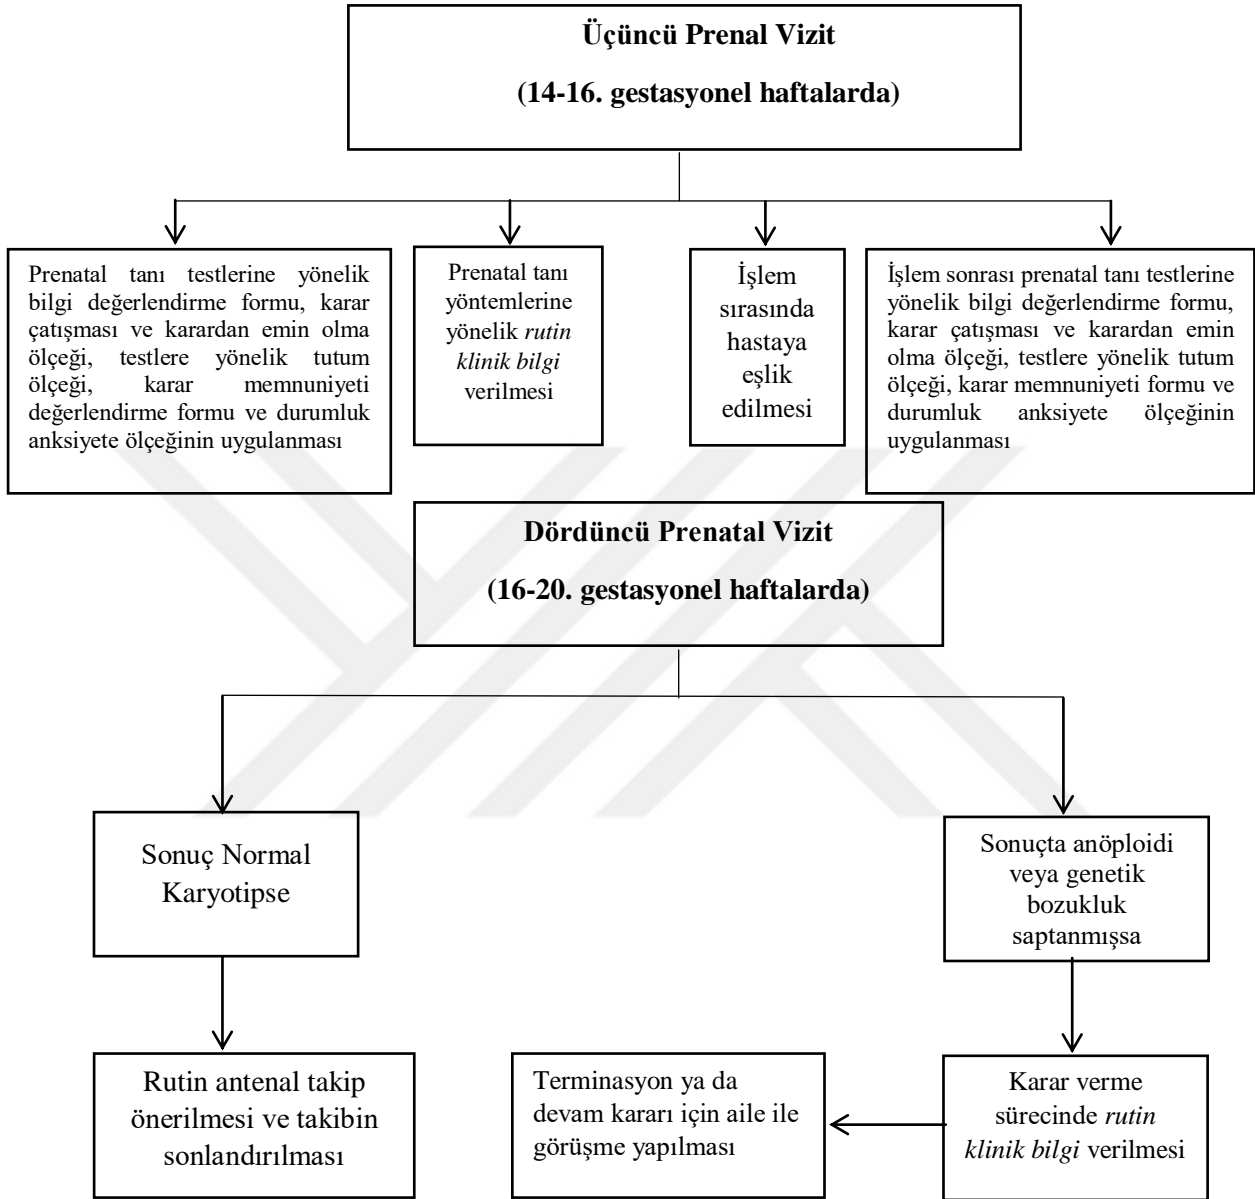 Üçüncü Prenal Vizit
(14-16. gestasyonel haftalarda)
Prenatal tanı testlerine yönelik
bilgi değerlendirme formu, karar
çatışması ve karardan emin olma
ölçeği, testlere yönelik tutum
ölçeği, karar memnuniyeti
değerlendirme formu ve durumluk
anksiyete ölçeğinin uygulanması
Prenatal tanı
yöntemlerine
yönelik rutin
klinik bilgi
verilmesi
İşlem
sırasında
hastaya
eşlik
edilmesi
İşlem sonrası prenatal tanı testlerine
yönelik bilgi değerlendirme formu,
karar çatışması ve karardan emin
olma ölçeği, testlere yönelik tutum
ölçeği, karar memnuniyeti formu ve
durumluk anksiyete ölçeğinin
uygulanması
Dördüncü Prenatal Vizit
(16-20. gestasyonel haftalarda)
Sonuç Normal
Karyotipse
Sonuçta anöploidi
veya genetik
bozukluk
saptanmışsa
Rutin antenal takip
önerilmesi ve takibin
sonlandırılması
Terminasyon ya da
devam kararı için aile ile
görüşme yapılması
Karar verme
sürecinde rutin
klinik bilgi verilmesi